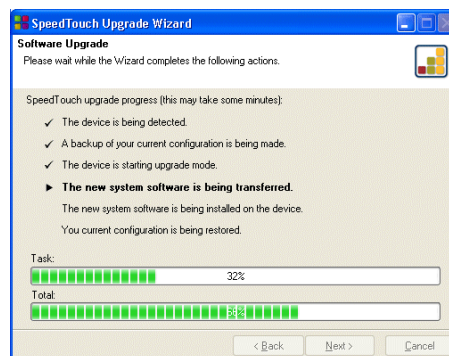 SpeedTouch Upgrade Wizard
Software Upgrade
Please wait while the Wizard completes the following actions.
SpeedTouch upgrade progress (this may take some minutes):
The device is being detected.
A backup of your current configuration is being made.
The device is starting upgrade mode.
The new system software is being transferred.
The new system software is being installed on the device.
You current configuration is being restored.
Task:
32%
Total:
< Back Next > Cancel